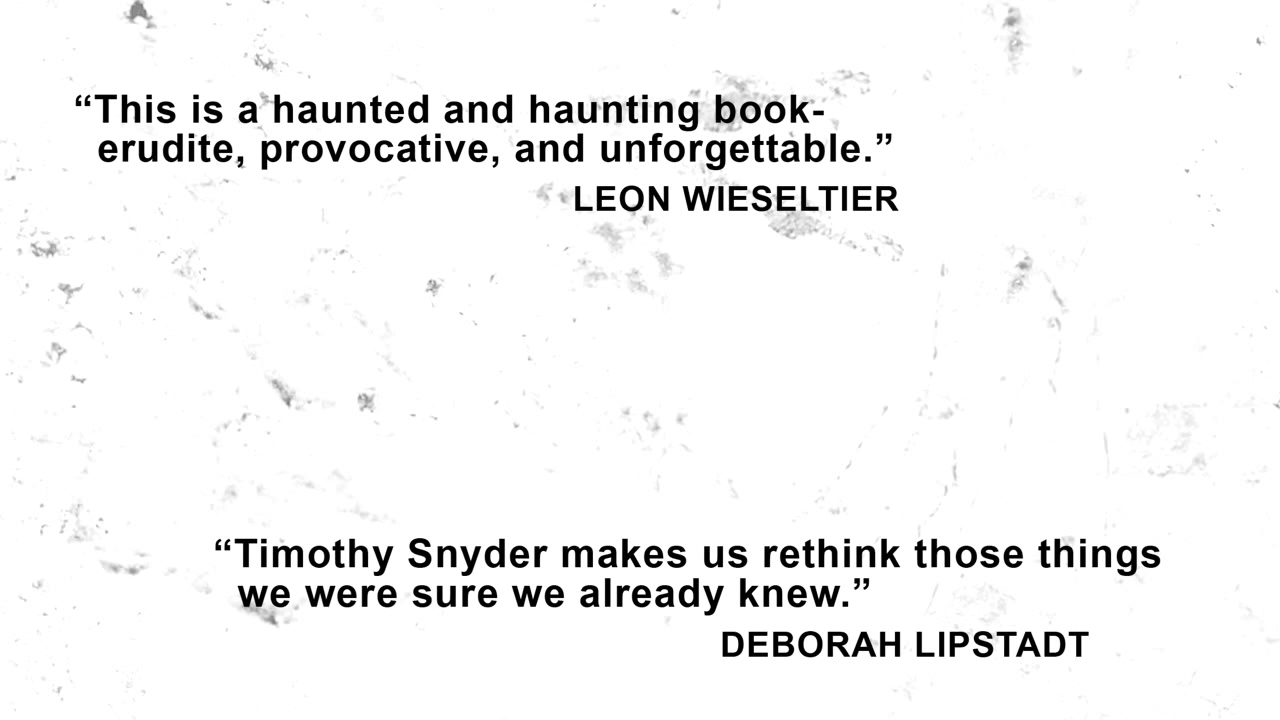 “This is a haunted and haunting book-
erudite, provocative, and unforgettable.”
LEON WIESELTIER
“Timothy Snyder makes us rethink those things
we were sure we already knew.”
DEBORAH LIPSTADT